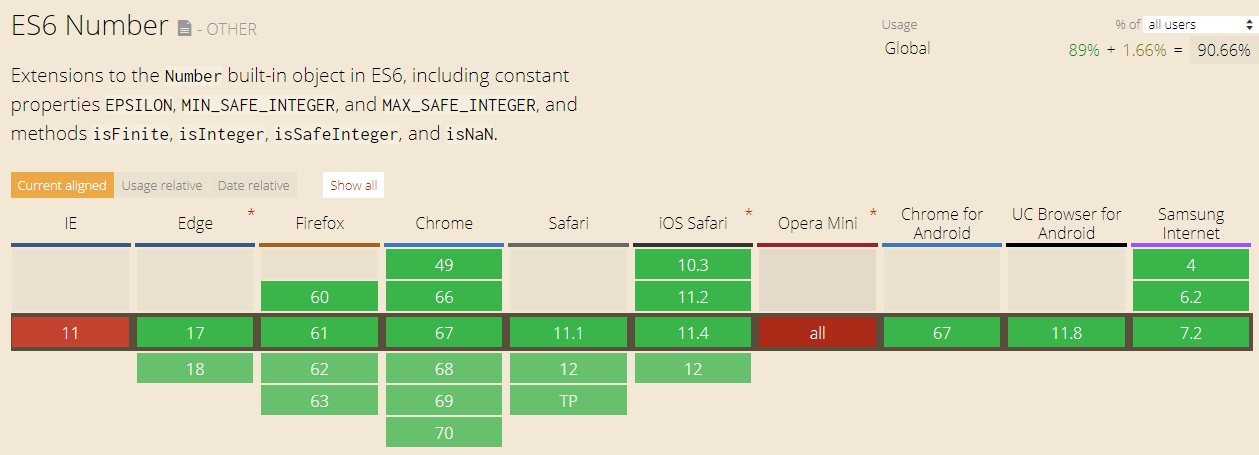 ES6 Number - OTHER
Usage % of all users
Global 89% + 1.66% = 90.66%
Extensions to the Number built-in object in ES6, including constant
properties EPSILON, MIN_SAFE_INTEGER, and MAX_SAFE_INTEGER, and
methods isFinite, isInteger, isSafeInteger, and isNaN.
Current aligned Usage relative Date relative Show all
IE Edge * Firefox Chrome Safari iOS Safari * Opera Mini * Chrome for Android UC Browser for Android Samsung Internet
49 10.3 4
60 66 11.2 6.2
11 17 61 67 11.1 11.4 all 67 11.8 7.2
18 62 68 12 12
63 69 TP
70